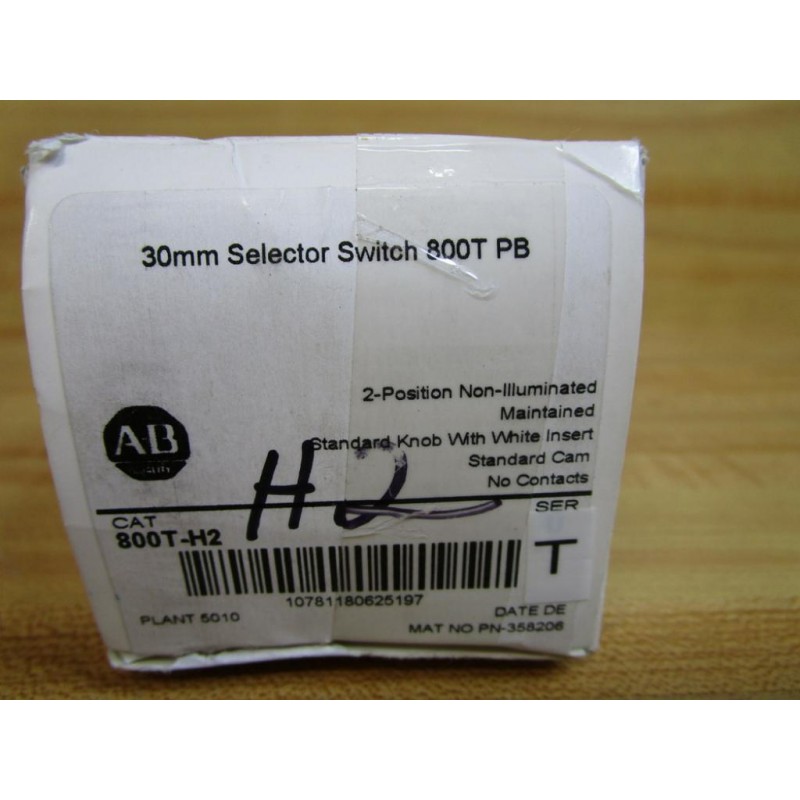 30mm Selector Switch 800T PB
2-Position Non-Illuminated
Maintained
Standard Knob With White Insert
Standard Cam
No Contacts
A-B
Quality
H2
CAT
800T-H2
SER
T
10781180625197
PLANT 5010
DATE DE
MAT NO PN-358206